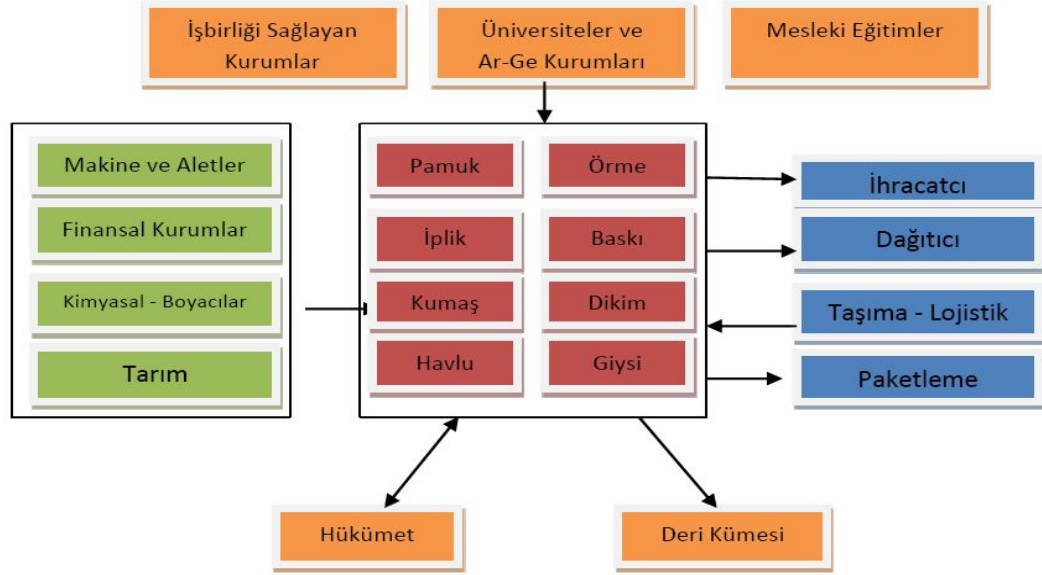 İşbirliği Sağlayan
Kurumlar
Üniversiteler ve
Ar-Ge Kurumları
Mesleki Eğitimler
Makine ve Aletler
Finansal Kurumlar
Kimyasal - Boyacılar
Tarım
Pamuk
Örme
İplik
Baskı
Kumaş
Dikim
Havlu
Giysi
İhracatcı
Dağıtıcı
Taşıma - Lojistik
Paketleme
Hükümet
Deri Kümesi